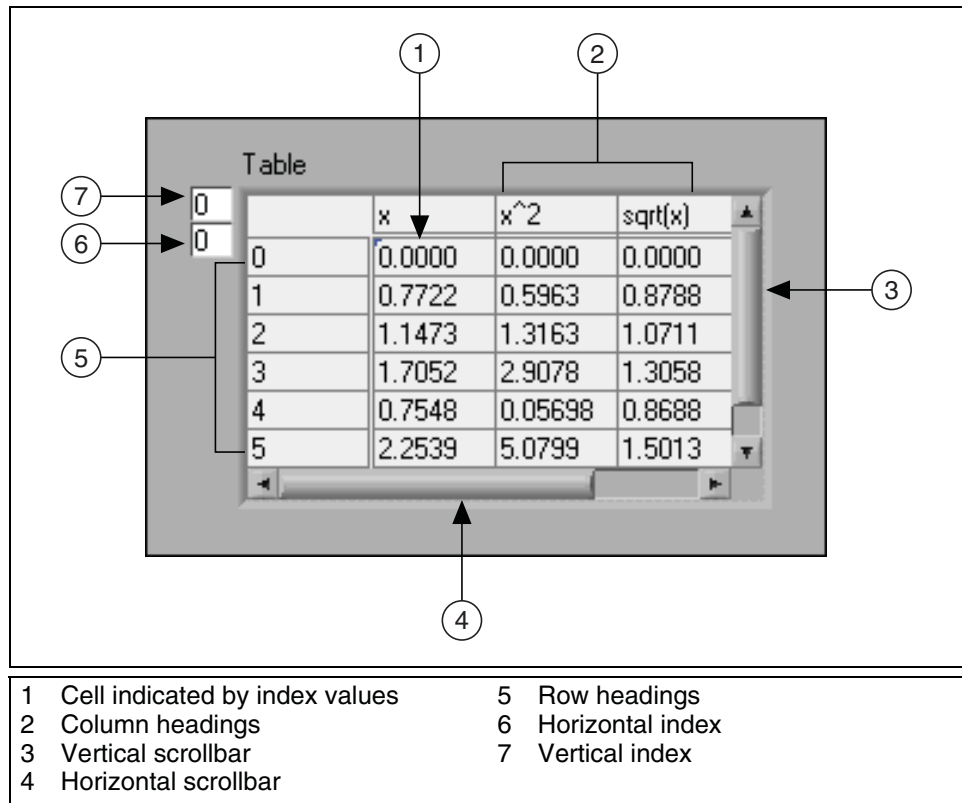 1 2
Table
7 0
6 0
x x^2 sqrt(x)
0 0.0000 0.0000 0.0000
1 0.7722 0.5963 0.8788
3
2 1.1473 1.3163 1.0711
5
3 1.7052 2.9078 1.3058
4 0.7548 0.05698 0.8688
5 2.2539 5.0799 1.5013
4
1 Cell indicated by index values
2 Column headings
3 Vertical scrollbar
4 Horizontal scrollbar
5 Row headings
6 Horizontal index
7 Vertical index